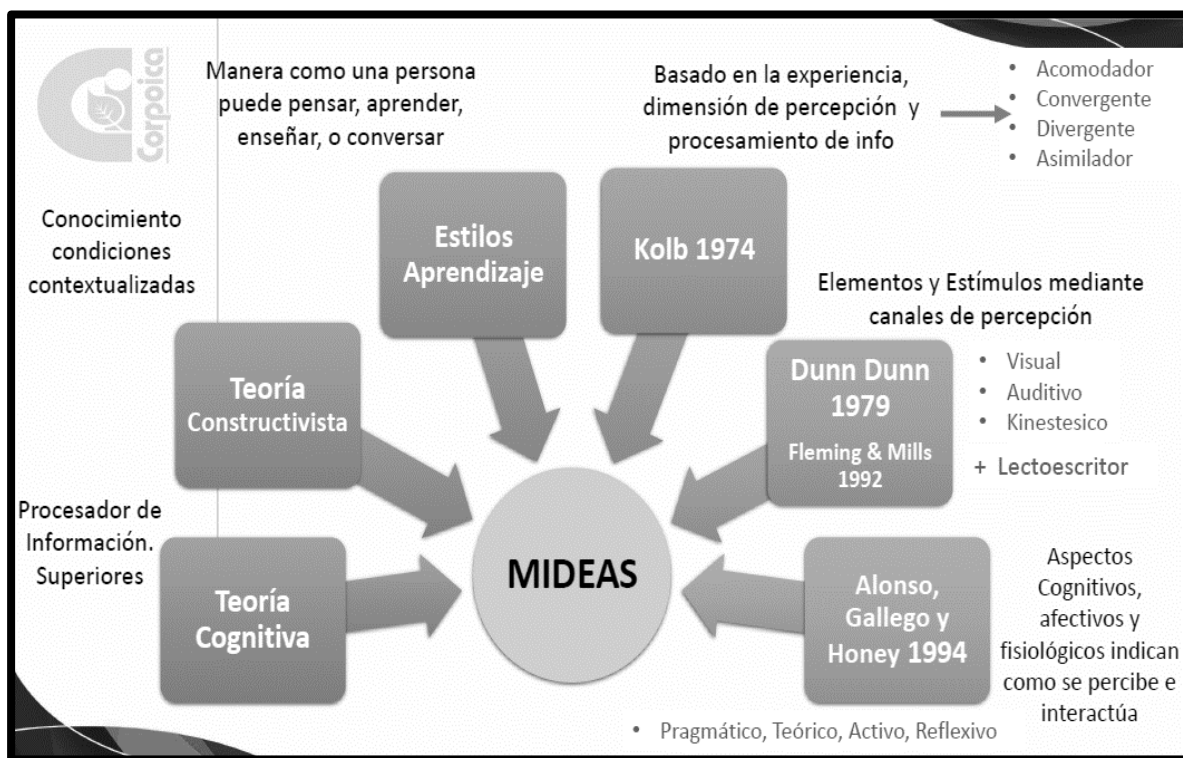 Corpoica
Manera como una persona
puede pensar, aprender,
enseñar, o conversar
Basado en la experiencia,
dimensión de percepción y
procesamiento de info
• Acomodador
• Convergente
• Divergente
• Asimilador
Conocimiento
condiciones
contextualizadas
Estilos
Aprendizaje
Kolb 1974
Elementos y Estímulos mediante
canales de percepción
Teoría
Constructivista
Dunn Dunn
1979
Fleming & Mills
1992
• Visual
• Auditivo
• Kinestesico
+ Lectoescritor
Procesador de
Información.
Superiores
Teoría
Cognitiva
MIDEAS
Alonso,
Gallego y
Honey 1994
Aspectos
Cognitivos,
afectivos y
fisiológicos indican
como se percibe e
interactúa
• Pragmático, Teórico, Activo, Reflexivo